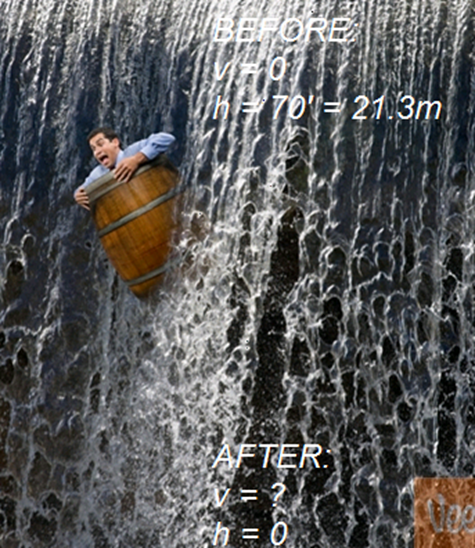 BEFORE:
v = 0
h = 70' = 21.3m
AFTER:
v = ?
h = 0